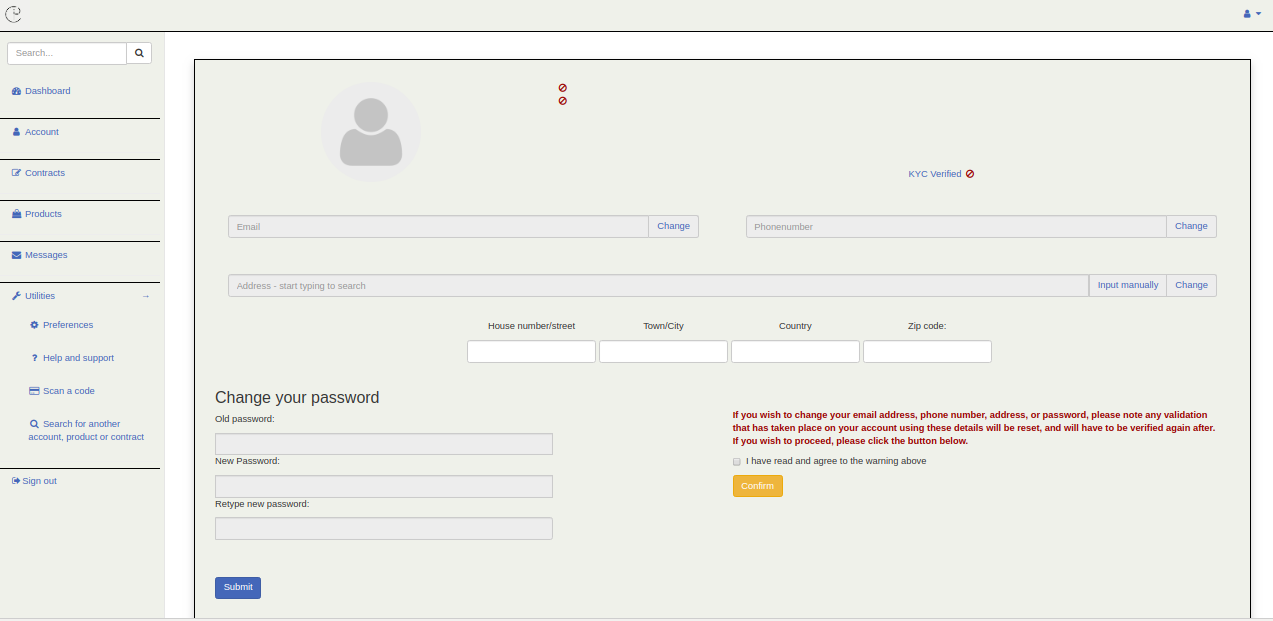 Search...
Dashboard
Account
Contracts
Products
Messages
Utilities →
Preferences
? Help and support
Scan a code
Search for another
account, product or contract
Sign out
KYC Verified
Email Change
Phonenumber Change
Address - start typing to search Input manually Change
House number/street Town/City Country Zip code:
Change your password
Old password:
New Password:
Retype new password:
Submit
If you wish to change your email address, phone number, address, or password, please note any validation
that has taken place on your account using these details will be reset, and will have to be verified again after.
If you wish to proceed, please click the button below.
I have read and agree to the warning above
Confirm